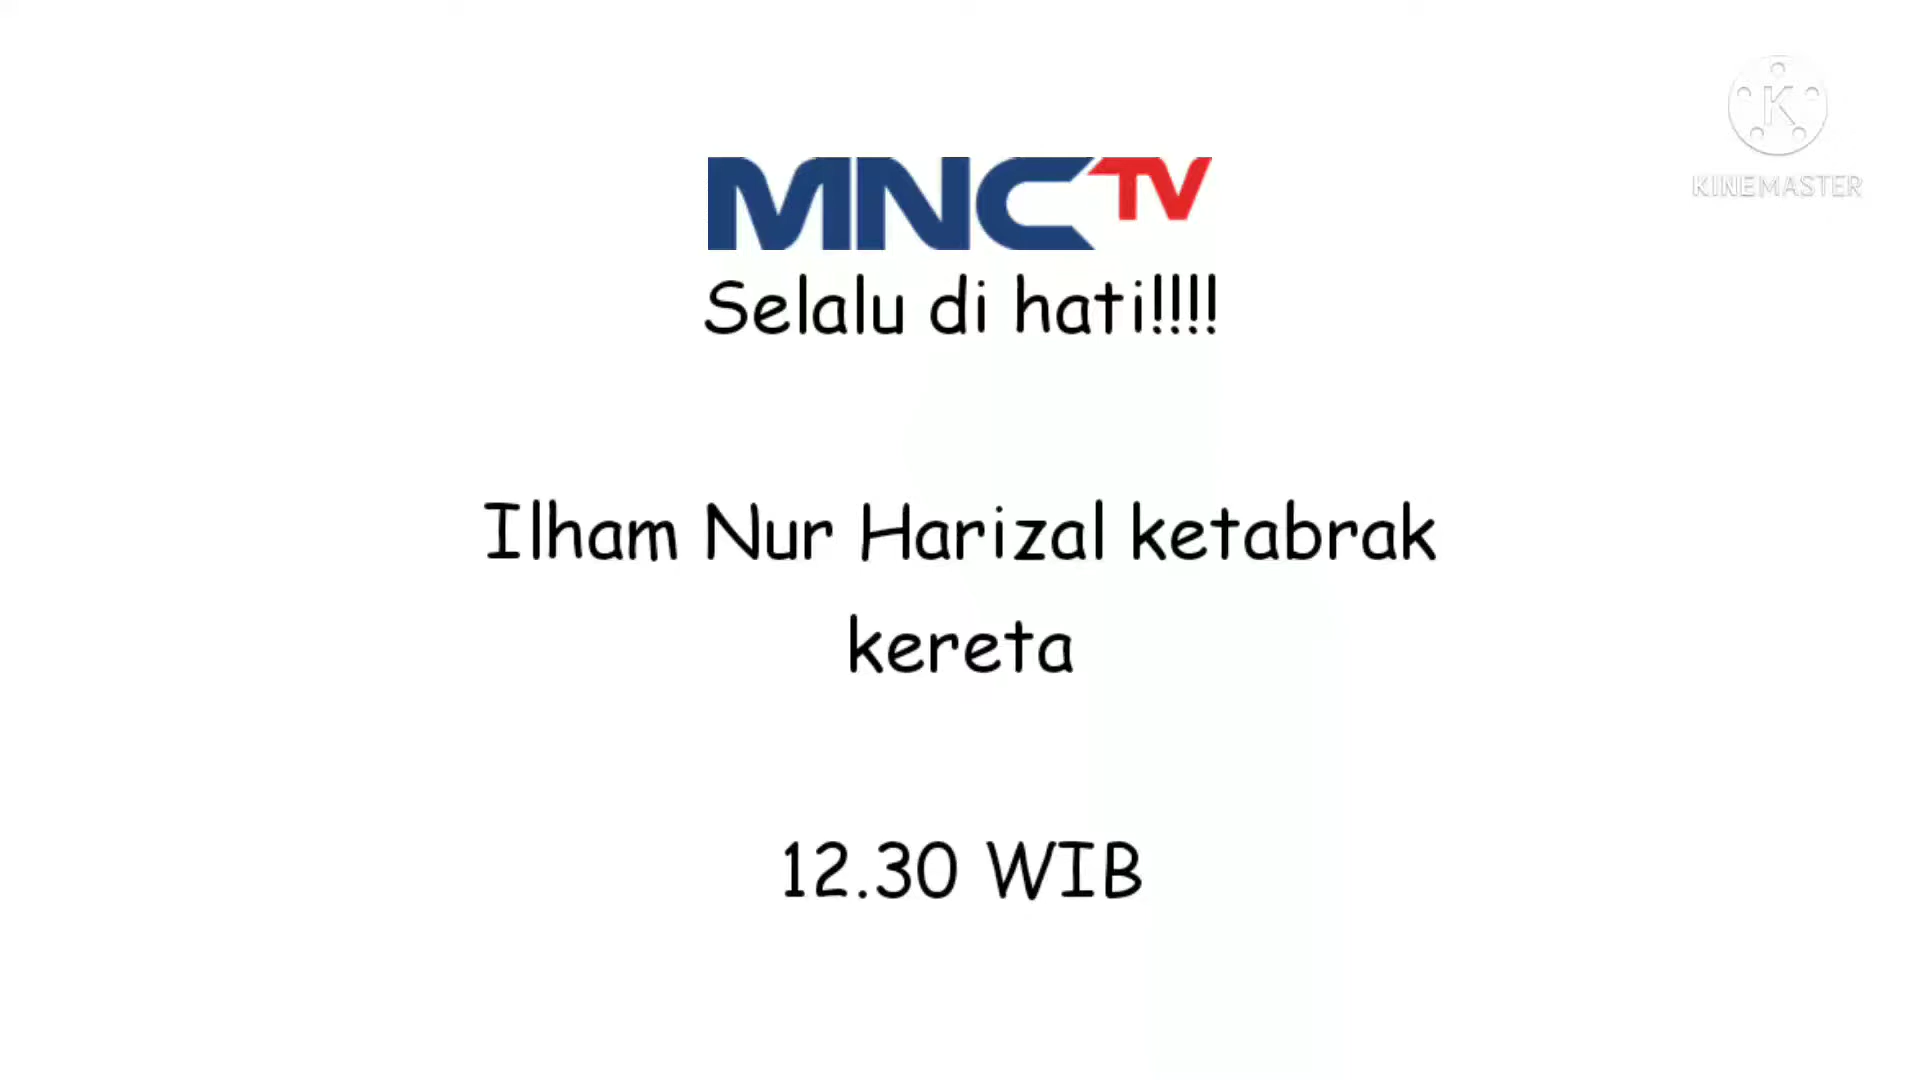 MNCTV
Selalu di hati!!!!
Ilham Nur Harizal ketabrak
kereta
12.30 WIB
K
KINEMASTER